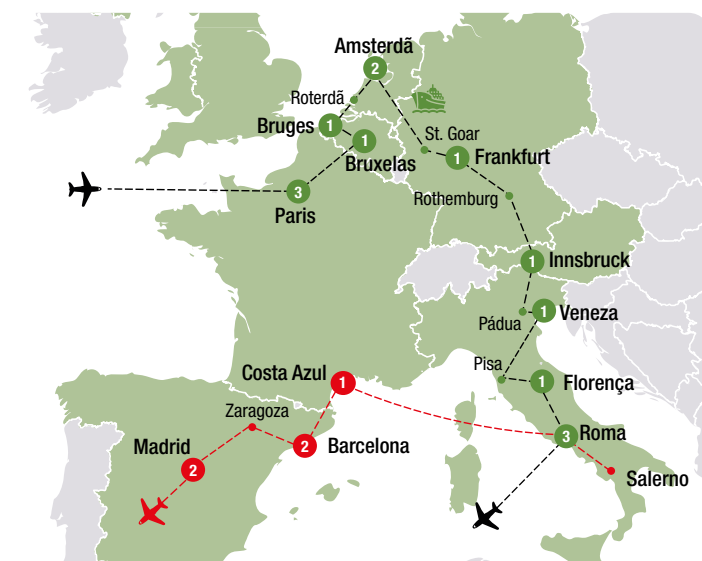 Amsterdã
2
Roterdã
Bruges
1
1
Bruxelas
St. Goar
1
Frankfurt
3
Paris
Rothemburg
1
Innsbruck
Pádua
1
Veneza
Pisa
1
Florença
Costa Azul
1
Zaragoza
2
Barcelona
Madrid
2
3
Roma
Salerno